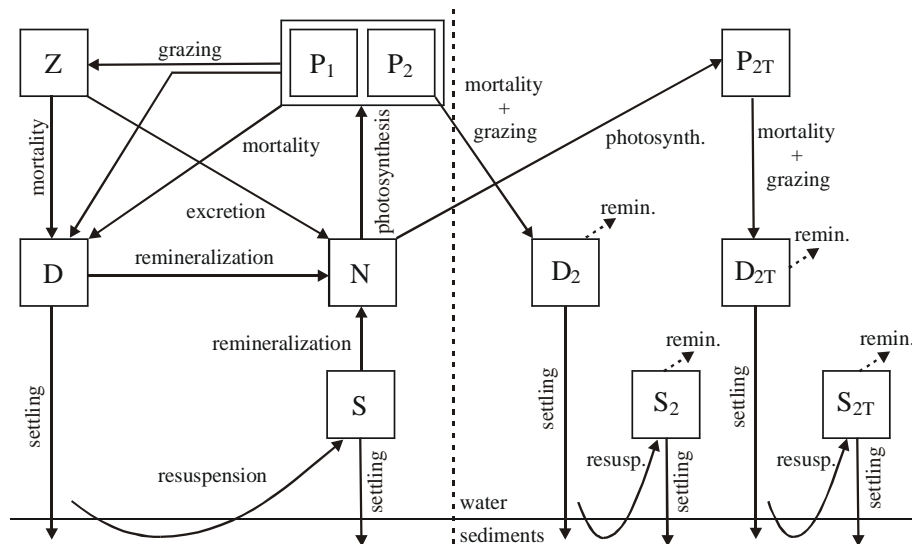 Z
grazing
P1
P2
P2T
mortality
+
grazing
photosynth.
mortality
+
grazing
mortality
mortality
photosynthesis
excretion
remin.
remin.
D
remineralization
N
D2
D2T
remineralization
remin.
remin.
settling
S
settling
S2
settling
S2T
resuspension
settling
resusp.
settling
resusp.
settling
water
sediments